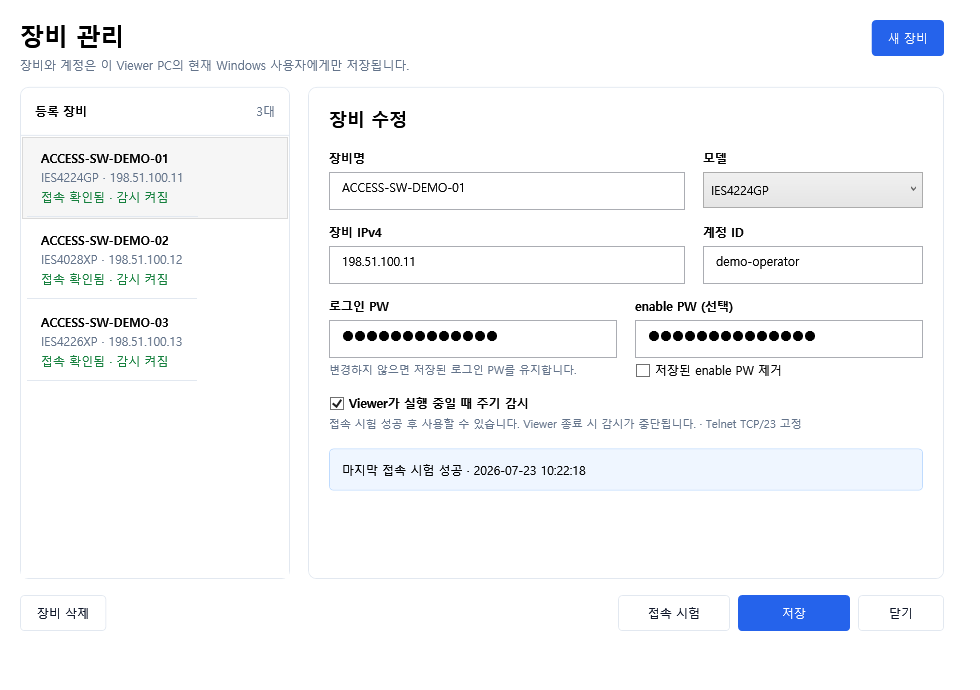 장비 관리
새 장비
장비와 계정은 이 Viewer PC의 현재 Windows 사용자에게만 저장됩니다.
등록 장비
3대
ACCESS-SW-DEMO-01
IES4224GP · 198.51.100.11
접속 확인됨 · 감시 켜짐
ACCESS-SW-DEMO-02
IES4028XP · 198.51.100.12
접속 확인됨 · 감시 켜짐
ACCESS-SW-DEMO-03
IES4226XP · 198.51.100.13
접속 확인됨 · 감시 켜짐
장비 수정
장비명
모델
ACCESS-SW-DEMO-01
IES4224GP
장비 IPv4
계정 ID
198.51.100.11
demo-operator
로그인 PW
enable PW (선택)
●●●●●●●●●●●●●
●●●●●●●●●●●●●●
변경하지 않으면 저장된 로그인 PW를 유지합니다.
저장된 enable PW 제거
Viewer가 실행 중일 때 주기 감시
접속 시험 성공 후 사용할 수 있습니다. Viewer 종료 시 감시가 중단됩니다. · Telnet TCP/23 고정
마지막 접속 시험 성공 · 2026-07-23 10:22:18
장비 삭제
접속 시험
저장
닫기